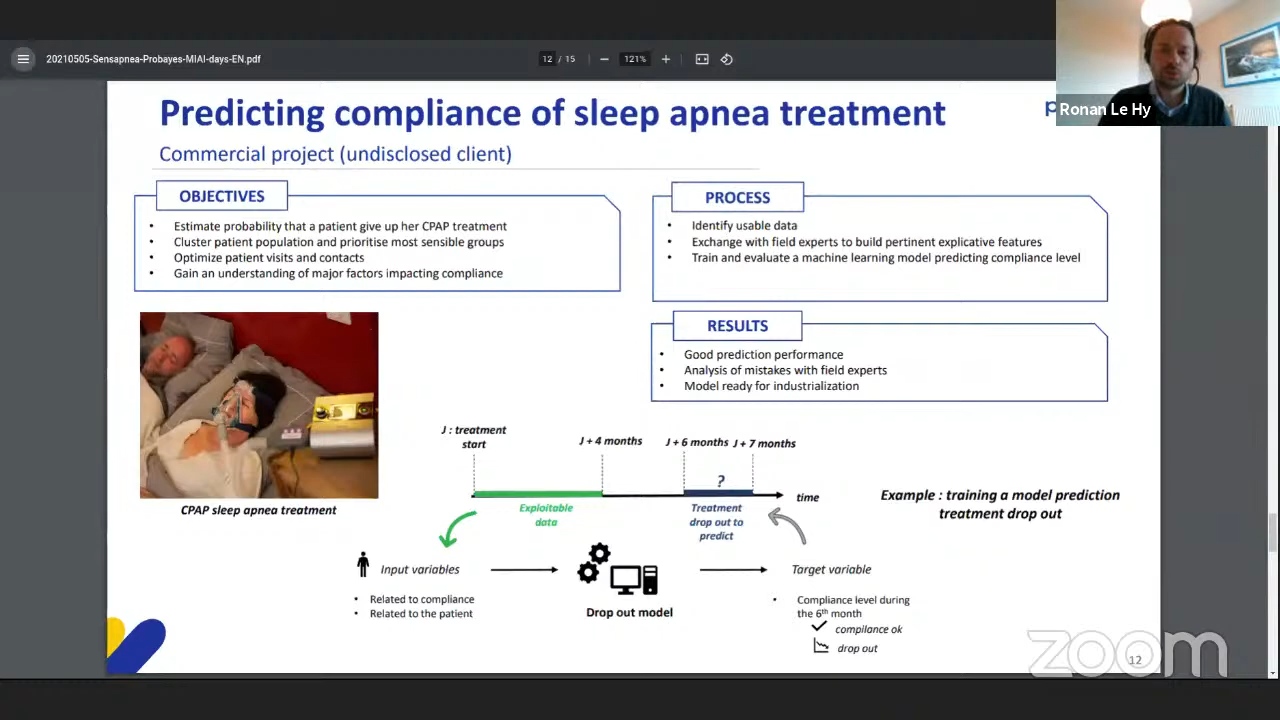 20210505-Sensapnea-Probayes-MIAI-days-EN.pdf
12 / 15
121%
Ronan Le Hy
Predicting compliance of sleep apnea treatment
Commercial project (undisclosed client)
OBJECTIVES
• Estimate probability that a patient give up her CPAP treatment
• Cluster patient population and prioritise most sensible groups
• Optimize patient visits and contacts
• Gain an understanding of major factors impacting compliance
PROCESS
• Identify usable data
• Exchange with field experts to build pertinent explicative features
• Train and evaluate a machine learning model predicting compliance level
RESULTS
• Good prediction performance
• Analysis of mistakes with field experts
• Model ready for industrialization
CPAP sleep apnea treatment
J : treatment
start
J + 4 months
J + 6 months
J + 7 months
?
time
Exploitable
data
Treatment
drop out to
predict
Example : training a model prediction
treatment drop out
Input variables
• Related to compliance
• Related to the patient
Drop out model
Target variable
• Compliance level during
the 6th month
compilance ok
drop out
zoom
12